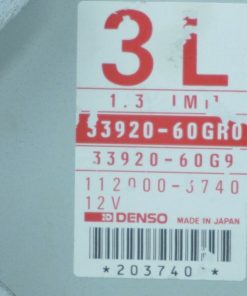 3L
1.3 IMT
33920-60GR0
33920-60G9
112000-3740
12V
DENSO MADE IN JAPAN
*203740*